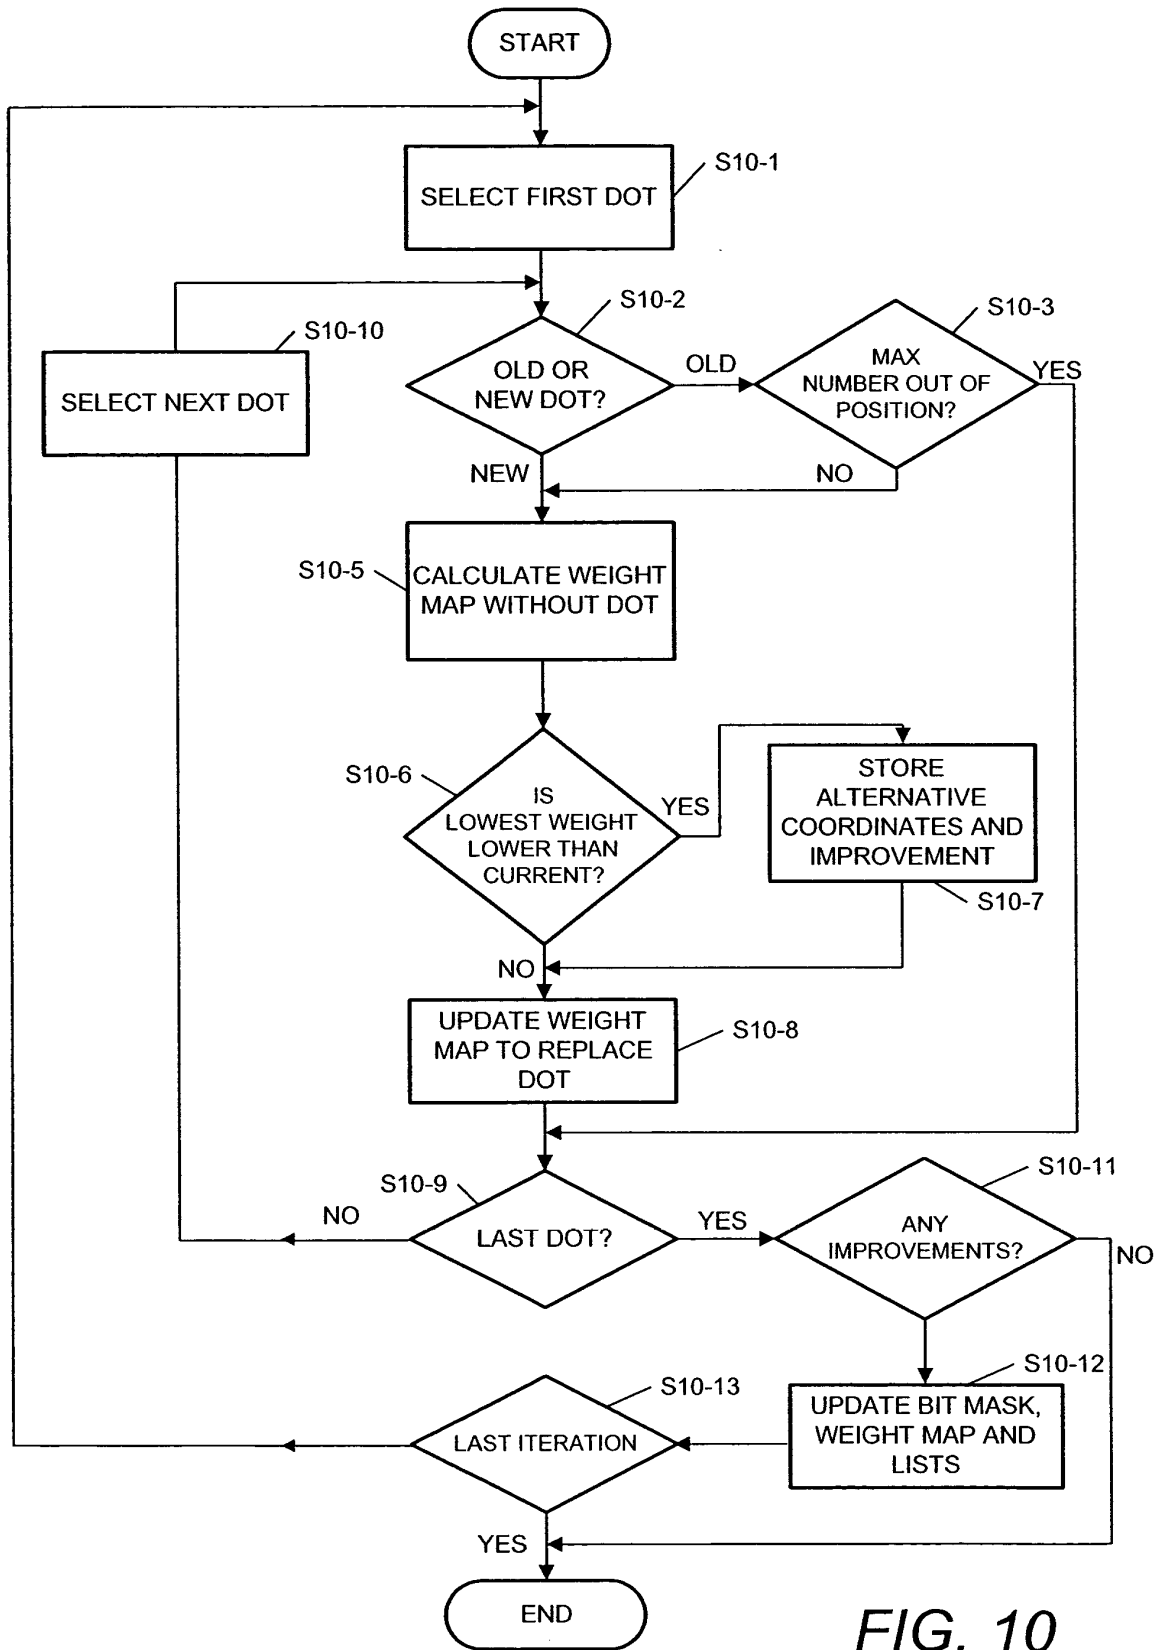 START
S10-1
SELECT FIRST DOT
S10-2
S10-3
S10-10
OLD OR
NEW DOT?
OLD
MAX
NUMBER OUT OF
POSITION?
YES
SELECT NEXT DOT
NEW
NO
S10-5
CALCULATE WEIGHT
MAP WITHOUT DOT
S10-6
IS
LOWEST WEIGHT
LOWER THAN
CURRENT?
YES
STORE
ALTERNATIVE
COORDINATES AND
IMPROVEMENT
S10-7
NO
UPDATE WEIGHT
MAP TO REPLACE
DOT
S10-8
S10-9
NO
LAST DOT?
YES
S10-11
ANY
IMPROVEMENTS?
NO
S10-12
UPDATE BIT MASK,
WEIGHT MAP AND
LISTS
S10-13
LAST ITERATION
YES
END
FIG. 10